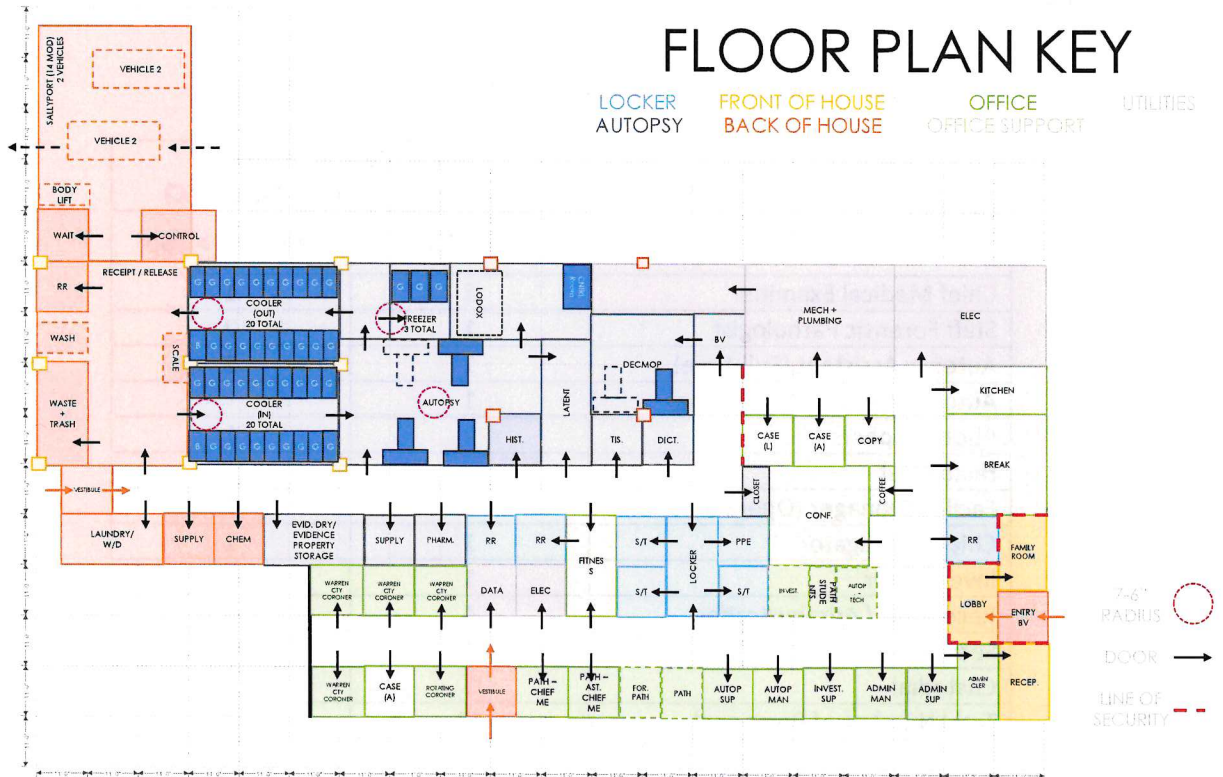 FLOOR PLAN KEY
LOCKER
FRONT OF HOUSE
OFFICE
UTILITIES
AUTOPSY
BACK OF HOUSE
OFFICE SUPPORT
SALLYPORT (14 MOD)
2 VEHICLES
VEHICLE 2
VEHICLE 2
BODY
LIFT
WAIT
CONTROL
RECEIPT / RELEASE
RR
WASH
SCALE
WASTE
+
TRASH
G G G G G G G G G
COOLER
(OUT)
20 TOTAL
B G G G G G G G G
G G G G G G G G G
COOLER
(IN)
20 TOTAL
B G G G G G G G G
G G G
FREEZER
3 TOTAL
LODOX
AUTOPSY
LATENT
HIST.
DECMOP
TIS.
DICT.
BV
MECH +
PLUMBING
ELEC
KITCHEN
CASE
(L)
CASE
(A)
COPY
BREAK
CLOSET
CONF.
COFFEE
VESTIBULE
LAUNDRY/
W/D
SUPPLY
CHEM
EVID. DRY/
EVIDENCE
PROPERTY
STORAGE
SUPPLY
PHARM.
RR
RR
FITNES
S
S/T
LOCKER
PPE
S/T
S/T
RR
FAMILY
ROOM
WARREN
CTY
CORONER
WARREN
CTY
CORONER
WARREN
CTY
CORONER
DATA
ELEC
INVEST.
PATH
STUDE
NTS
AUTOP
-
TECH
LOBBY
ENTRY
BV
7-6"
RADIUS
DOOR
LINE OF
SECURITY
WARREN
CTY
CORONER
CASE
(A)
ROTATING
CORONER
VESTIBULE
PATH –
CHIEF
ME
PATH –
AST.
CHIEF
ME
FOR.
PATH
PATH
AUTOP
SUP
AUTOP
MAN
INVEST.
SUP
ADMIN
MAN
ADMIN
SUP
ADMIN
CLER
RECEP.